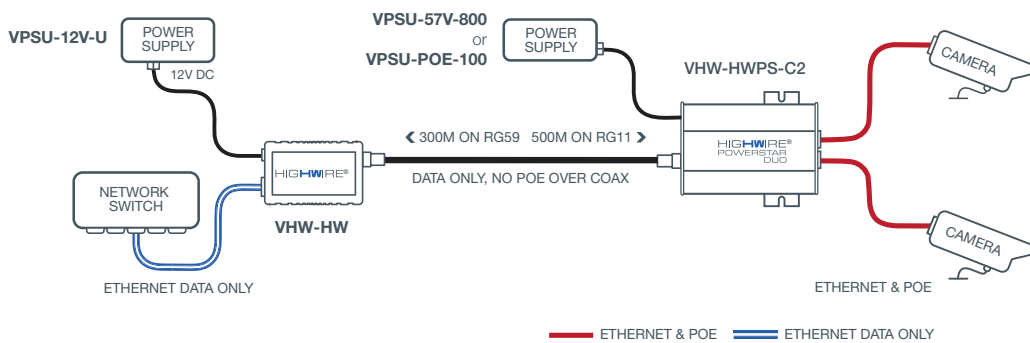 VPSU-12V-U
POWER
SUPPLY
12V DC
VPSU-57V-800
or
VPSU-POE-100
POWER
SUPPLY
VHW-HWPS-C2
CAMERA
300M ON RG59 500M ON RG11
HIGHWIRE®
POWERSTAR
DUO
HIGHWIRE®
DATA ONLY, NO POE OVER COAX
NETWORK
SWITCH
VHW-HW
CAMERA
ETHERNET DATA ONLY
ETHERNET & POE
ETHERNET & POE
ETHERNET DATA ONLY